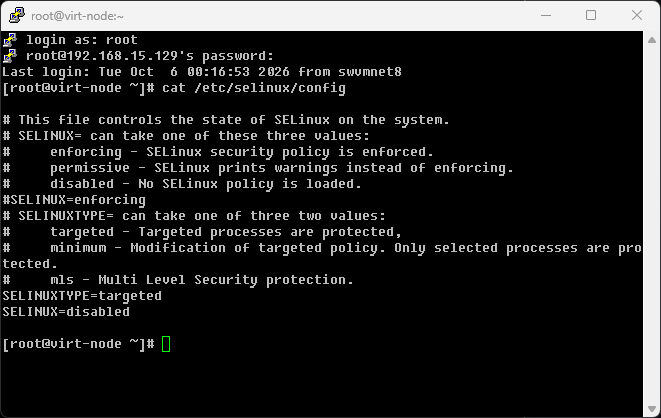 root@virt-node:~
login as: root
root@192.168.15.129's password:
Last login: Tue Oct  6 00:16:53 2026 from swvmnet8
[root@virt-node ~]# cat /etc/selinux/config

# This file controls the state of SELinux on the system.
# SELINUX= can take one of these three values:
#     enforcing - SELinux security policy is enforced.
#     permissive - SELinux prints warnings instead of enforcing.
#     disabled - No SELinux policy is loaded.
#SELINUX=enforcing
# SELINUXTYPE= can take one of three two values:
#     targeted - Targeted processes are protected,
#     minimum - Modification of targeted policy. Only selected processes are pro
tected.
#     mls - Multi Level Security protection.
SELINUXTYPE=targeted
SELINUX=disabled

[root@virt-node ~]#